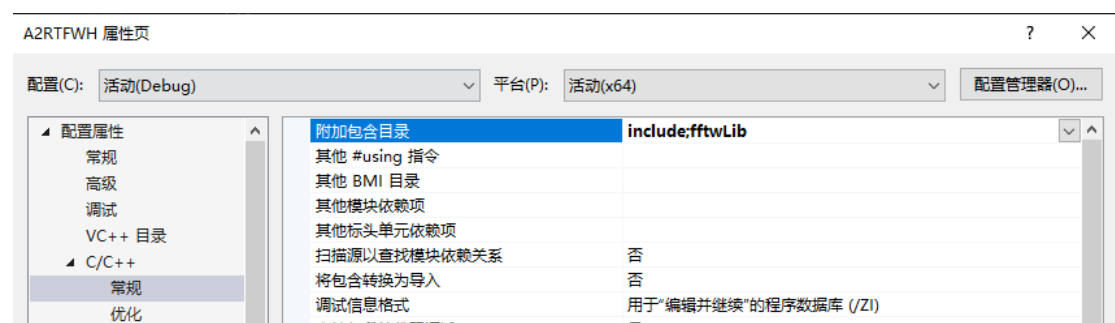 A2RTFWH 属性页 ? ×
配置(C): 活动(Debug) 平台(P): 活动(x64) 配置管理器(O)...
配置属性
常规
高级
调试
VC++ 目录
C/C++
常规
优化
附加包含目录 include;fftwLib
其他 #using 指令
其他 BMI 目录
其他模块依赖项
其他标头单元依赖项
扫描源以查找模块依赖关系 否
将包含转换为导入 否
调试信息格式 用于“编辑并继续”的程序数据库 (/ZI)